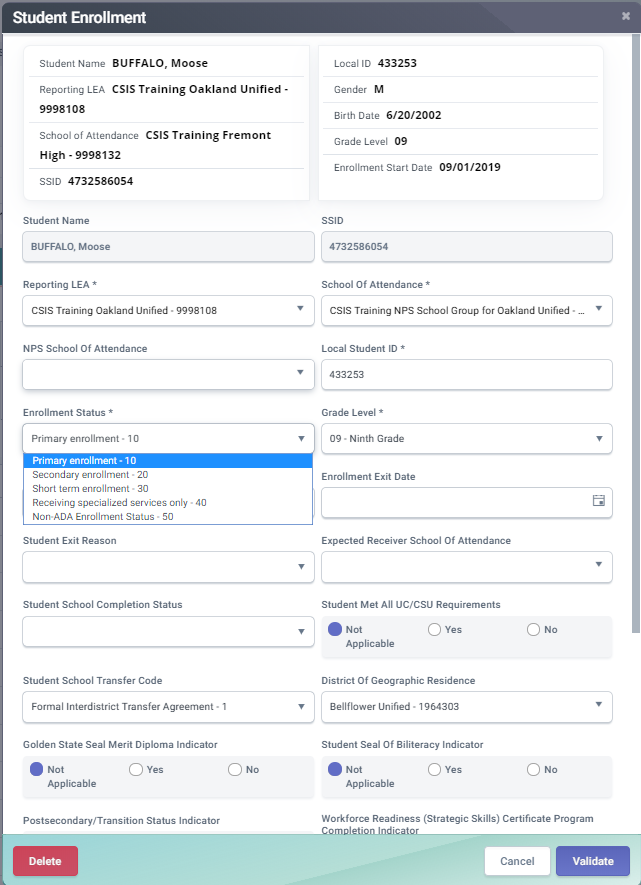 Student Enrollment
×
Student Name BUFFALO, Moose
Reporting LEA CSIS Training Oakland Unified -
9998108
School of Attendance CSIS Training Fremont
High - 9998132
SSID 4732586054
Local ID 433253
Gender M
Birth Date 6/20/2002
Grade Level 09
Enrollment Start Date 09/01/2019
Student Name
BUFFALO, Moose
SSID
4732586054
Reporting LEA *
CSIS Training Oakland Unified - 9998108
School Of Attendance *
CSIS Training NPS School Group for Oakland Unified - ...
NPS School Of Attendance
Local Student ID *
433253
Enrollment Status *
Primary enrollment - 10
Primary enrollment - 10
Secondary enrollment - 20
Short term enrollment - 30
Receiving specialized services only - 40
Non-ADA Enrollment Status - 50
Grade Level *
09 - Ninth Grade
Enrollment Exit Date
Student Exit Reason
Expected Receiver School Of Attendance
Student School Completion Status
Student Met All UC/CSU Requirements
Not Applicable
Yes
No
Student School Transfer Code
Formal Interdistrict Transfer Agreement - 1
District Of Geographic Residence
Bellflower Unified - 1964303
Golden State Seal Merit Diploma Indicator
Not Applicable
Yes
No
Student Seal Of Biliteracy Indicator
Not Applicable
Yes
No
Postsecondary/Transition Status Indicator
Workforce Readiness (Strategic Skills) Certificate Program
Completion Indicator
Delete
Cancel
Validate